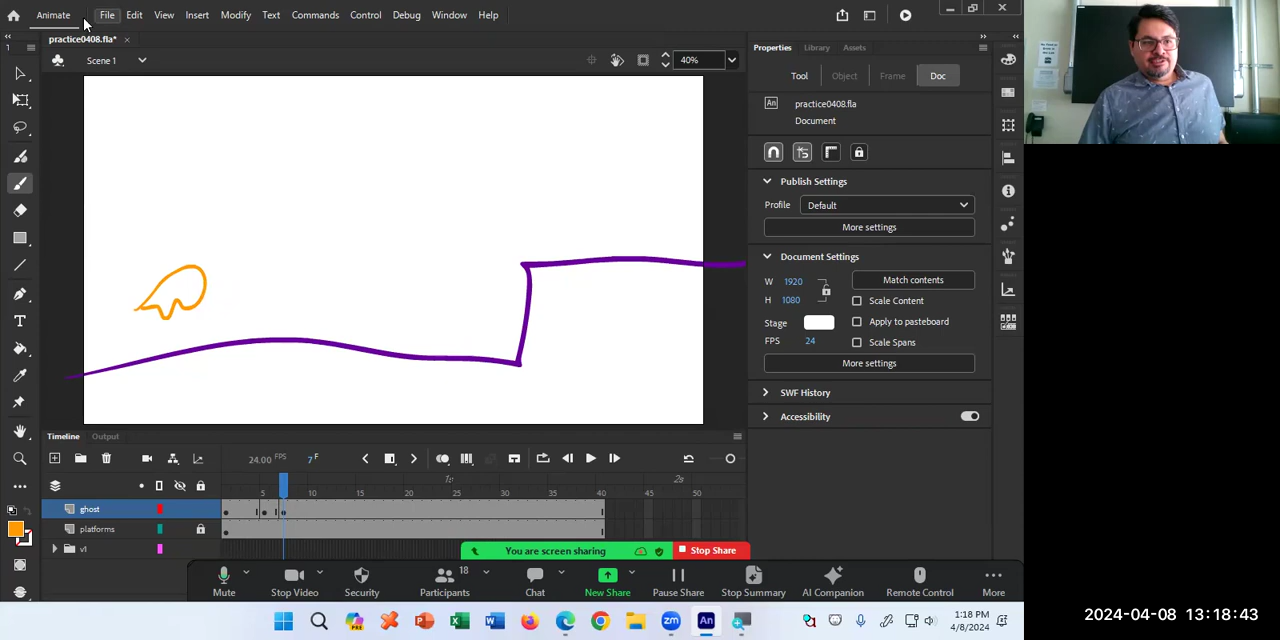 Animate File Edit View Insert Modify Text Commands Control Debug Window Help
practice0408.fla*
Scene 1 40%
Properties Library Assets
Tool Object Frame Doc
An practice0408.fla
Document
Publish Settings
Profile Default
More settings
Document Settings
W 1920 Match contents
H 1080 Scale Content
Stage Apply to pasteboard
FPS 24 Scale Spans
More settings
SWF History
Accessibility
Timeline Output
24.00 FPS 7 F
1s 2s
5 10 15 20 25 30 35 40 45 50
ghost
platforms
v1
You are screen sharing Stop Share
18
Mute Stop Video Security Participants Chat New Share Pause Share Stop Summary AI Companion Remote Control More
1:18 PM
4/8/2024
2024-04-08 13:18:43